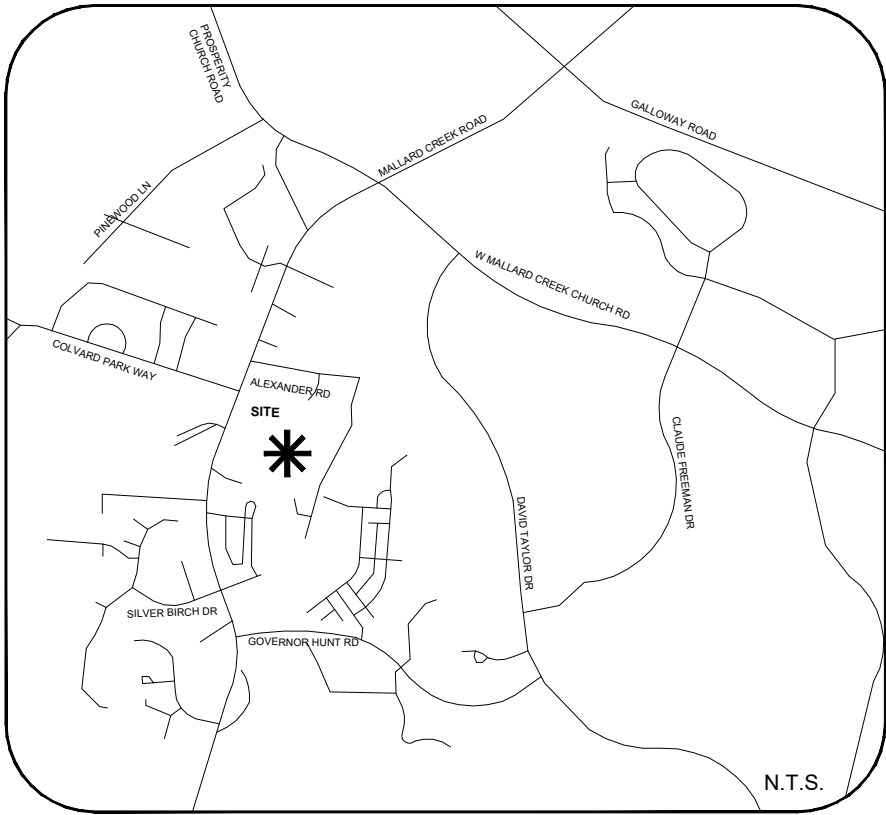 PROSPERITY
CHURCH ROAD
MALLARD CREEK ROAD
GALLOWAY ROAD
PINEWOOD LN
W MALLARD CREEK CHURCH RD
COLVARD PARK WAY
ALEXANDER RD
SITE
CLAUDE FREEMAN DR
DAVID TAYLOR DR
SILVER BIRCH DR
GOVERNOR HUNT RD
N.T.S.